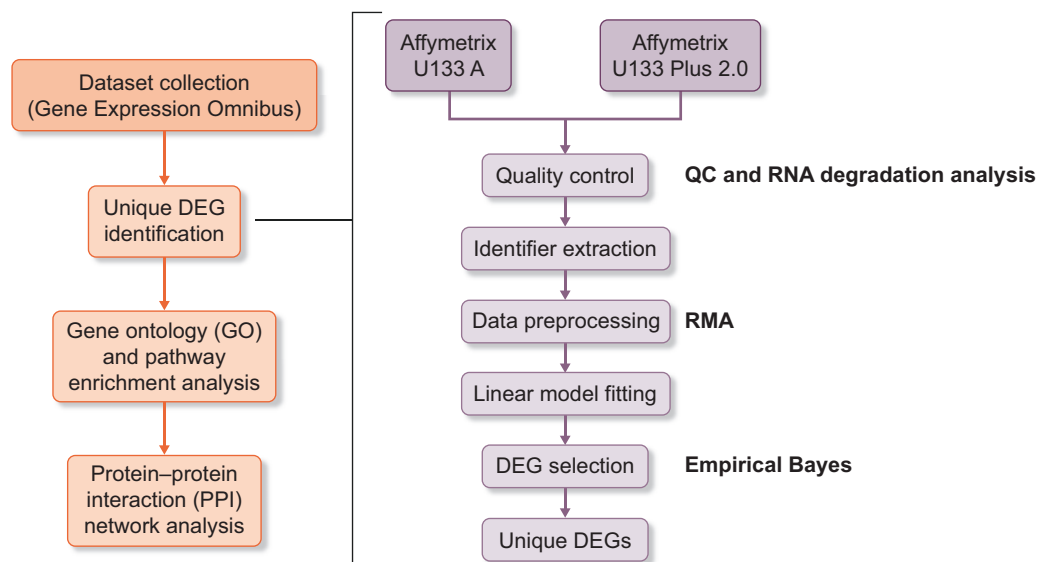 Dataset collection
(Gene Expression Omnibus)
Unique DEG
identification
Gene ontology (GO)
and pathway
enrichment analysis
Protein–protein
interaction (PPI)
network analysis
Affymetrix
U133 A
Affymetrix
U133 Plus 2.0
Quality control
QC and RNA degradation analysis
Identifier extraction
Data preprocessing
RMA
Linear model fitting
DEG selection
Empirical Bayes
Unique DEGs